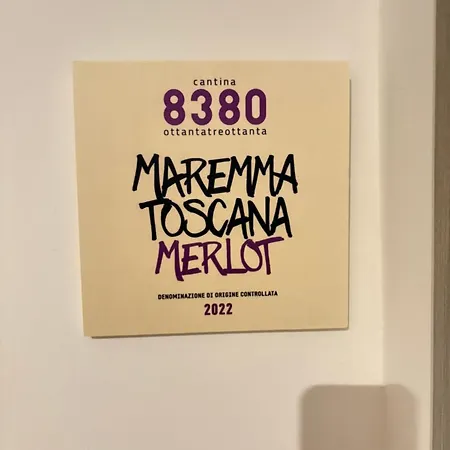 cantina
8380
ottantatreottanta
MAREMMA
TOSCANA
MERLOT
DENOMINAZIONE DI ORIGINE CONTROLLATA
2022